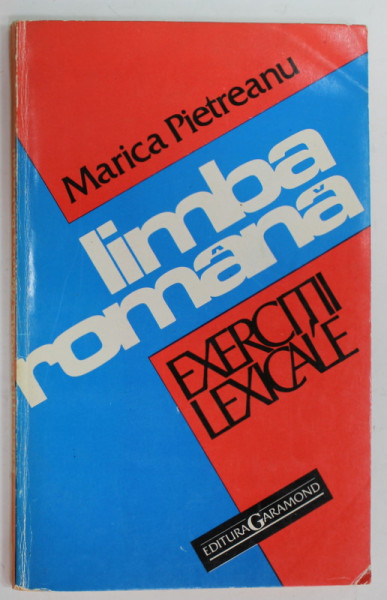 Marica Pietreanu
limba
română
EXERCIȚII
LEXICALE
EDITURA GARAMOND